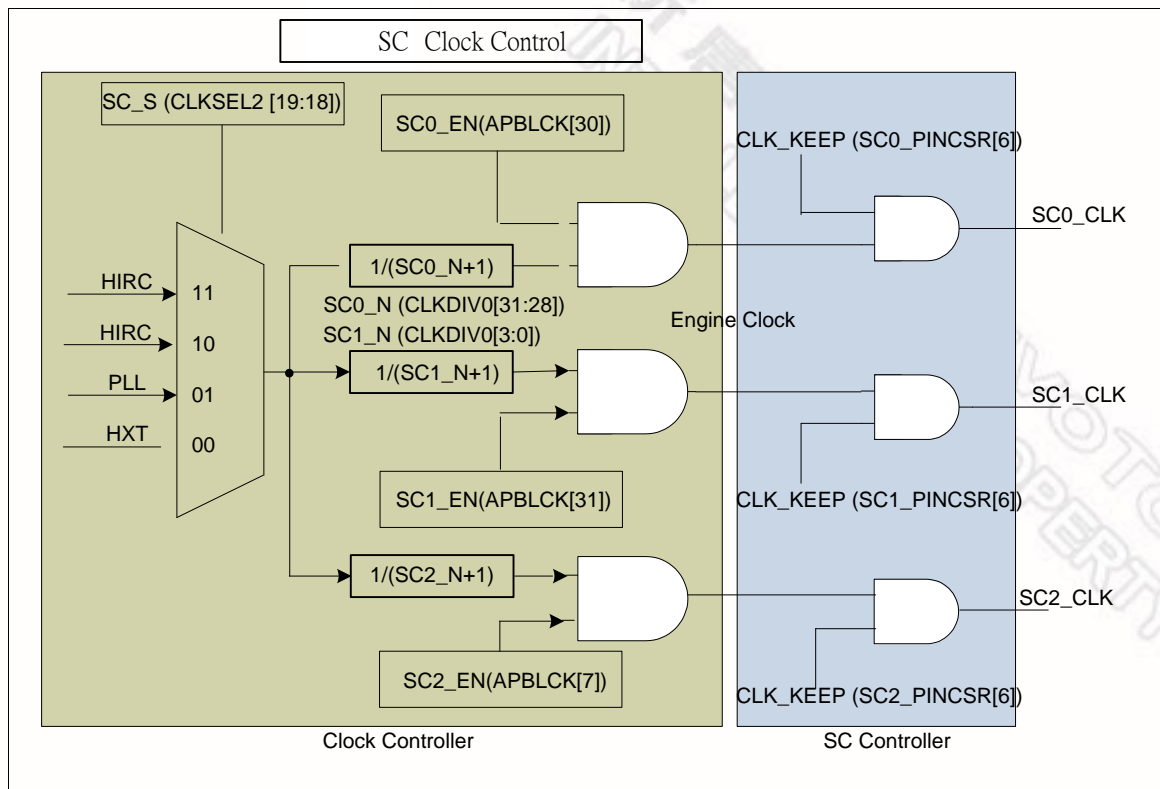 SC Clock Control
SC_S (CLKSEL2 [19:18])
SC0_EN(APBLCK[30])
CLK_KEEP (SC0_PINCSR[6])
SC0_CLK
1/(SC0_N+1)
HIRC
11
SC0_N (CLKDIV0[31:28])
SC1_N (CLKDIV0[3:0])
Engine Clock
HIRC
10
1/(SC1_N+1)
PLL
01
SC1_CLK
HXT
00
SC1_EN(APBLCK[31])
CLK_KEEP (SC1_PINCSR[6])
1/(SC2_N+1)
SC2_CLK
SC2_EN(APBLCK[7])
CLK_KEEP (SC2_PINCSR[6])
Clock Controller
SC Controller